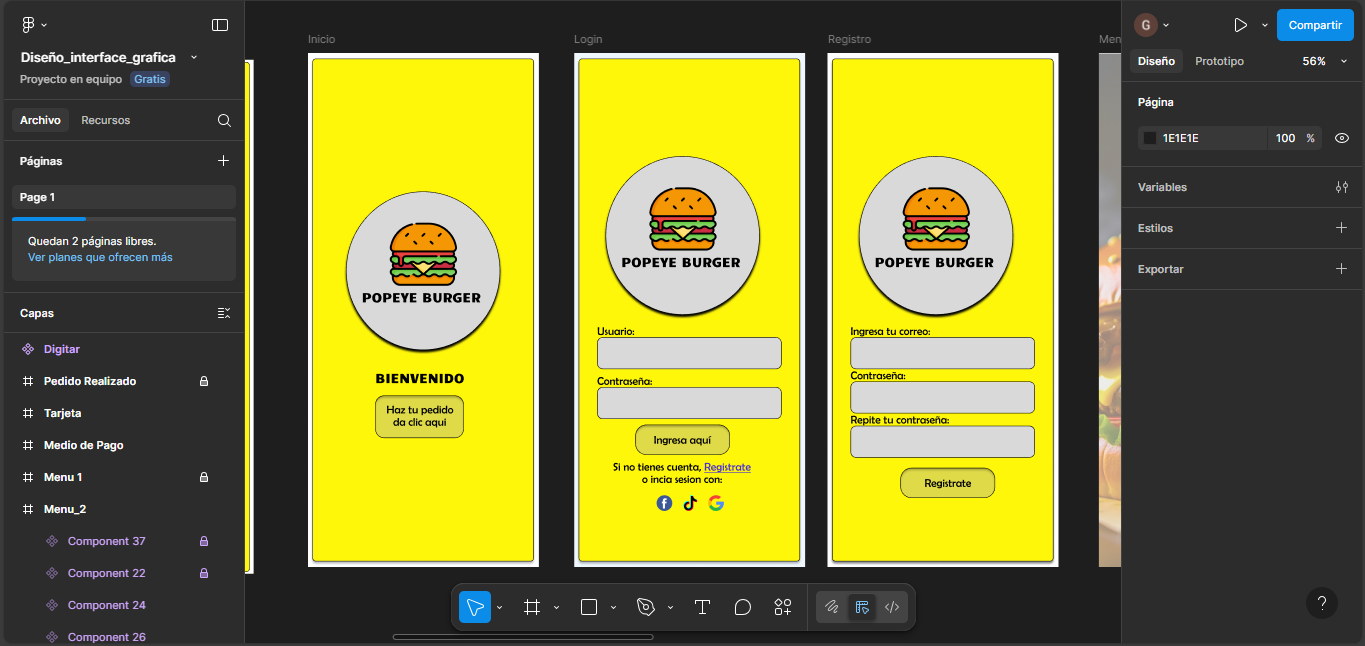 Diseño_interface_grafica
Proyecto en equipo Gratis
Archivo Recursos
Páginas
Page 1
Quedan 2 páginas libres.
Ver planes que ofrecen más
Capas
Digitar
Pedido Realizado
Tarjeta
Medio de Pago
Menu 1
Menu_2
Component 37
Component 22
Component 24
Component 26
Inicio
POPEYE BURGER
BIENVENIDO
Haz tu pedido
da clic aqui
Login
POPEYE BURGER
Usuario:
Contraseña:
Ingresa aquí
Si no tienes cuenta, Registrate
o incia sesion con:
Registro
POPEYE BURGER
Ingresa tu correo:
Contraseña:
Repite tu contraseña:
Registrate
Men
G
Compartir
Diseño Prototipo 56%
Página
1E1E1E 100 %
Variables
Estilos
Exportar
?